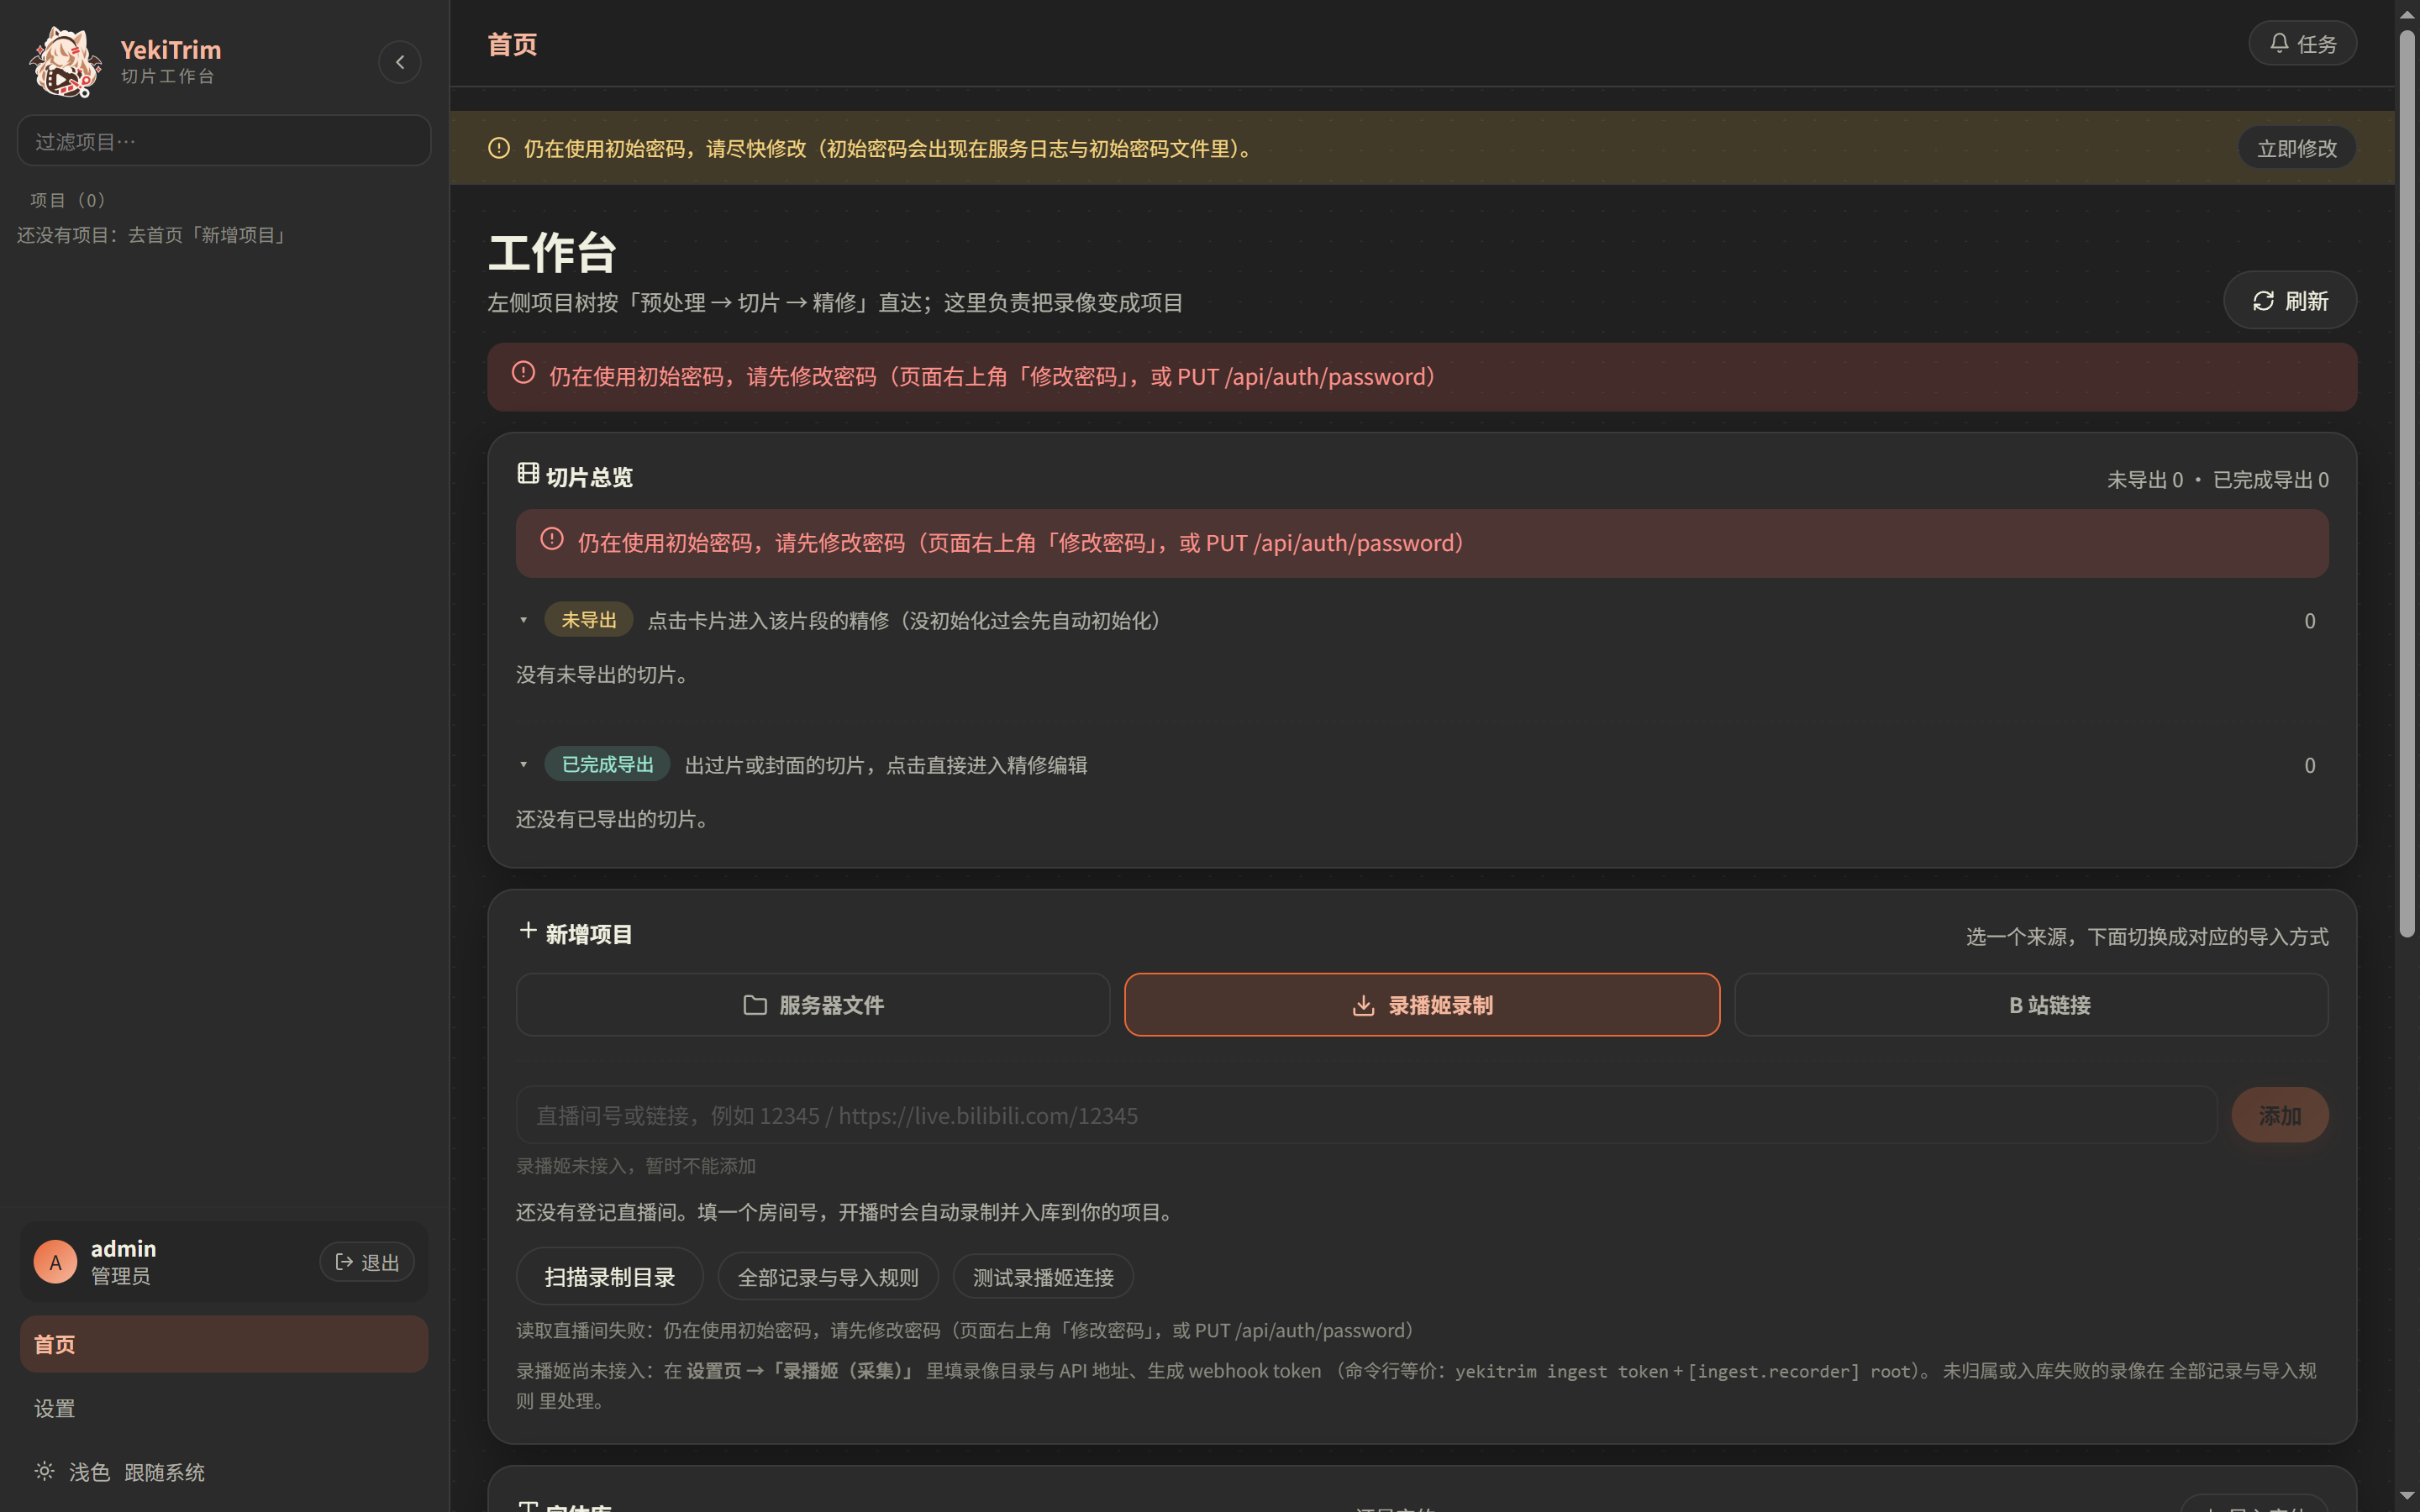 YekiTrim
切片工作台
过滤项目…
项目（0）
还没有项目：去首页「新增项目」
admin
管理员
退出
A
首页
设置
浅色 跟随系统
首页
任务
仍在使用初始密码，请尽快修改（初始密码会出现在服务日志与初始密码文件里）。
立即修改
工作台
左侧项目树按「预处理 → 切片 → 精修」直达；这里负责把录像变成项目
刷新
仍在使用初始密码，请先修改密码（页面右上角「修改密码」，或 PUT /api/auth/password）
切片总览
未导出 0 · 已完成导出 0
仍在使用初始密码，请先修改密码（页面右上角「修改密码」，或 PUT /api/auth/password）
未导出 点击卡片进入该片段的精修（没初始化过会先自动初始化） 0
没有未导出的切片。
已完成导出 出过片或封面的切片，点击直接进入精修编辑 0
还没有已导出的切片。
新增项目
选一个来源，下面切换成对应的导入方式
服务器文件
录播姬录制
B 站链接
直播间号或链接，例如 12345 / https://live.bilibili.com/12345
添加
录播姬未接入，暂时不能添加
还没有登记直播间。填一个房间号，开播时会自动录制并入库到你的项目。
扫描录制目录
全部记录与导入规则
测试录播姬连接
读取直播间失败：仍在使用初始密码，请先修改密码（页面右上角「修改密码」，或 PUT /api/auth/password）
录播姬尚未接入：在 设置页 →「录播姬（采集）」 里填录像目录与 API 地址、生成 webhook token （命令行等价：yekitrim ingest token + [ingest.recorder] root）。 未归属或入库失败的录像在 全部记录与导入规
则 里处理。